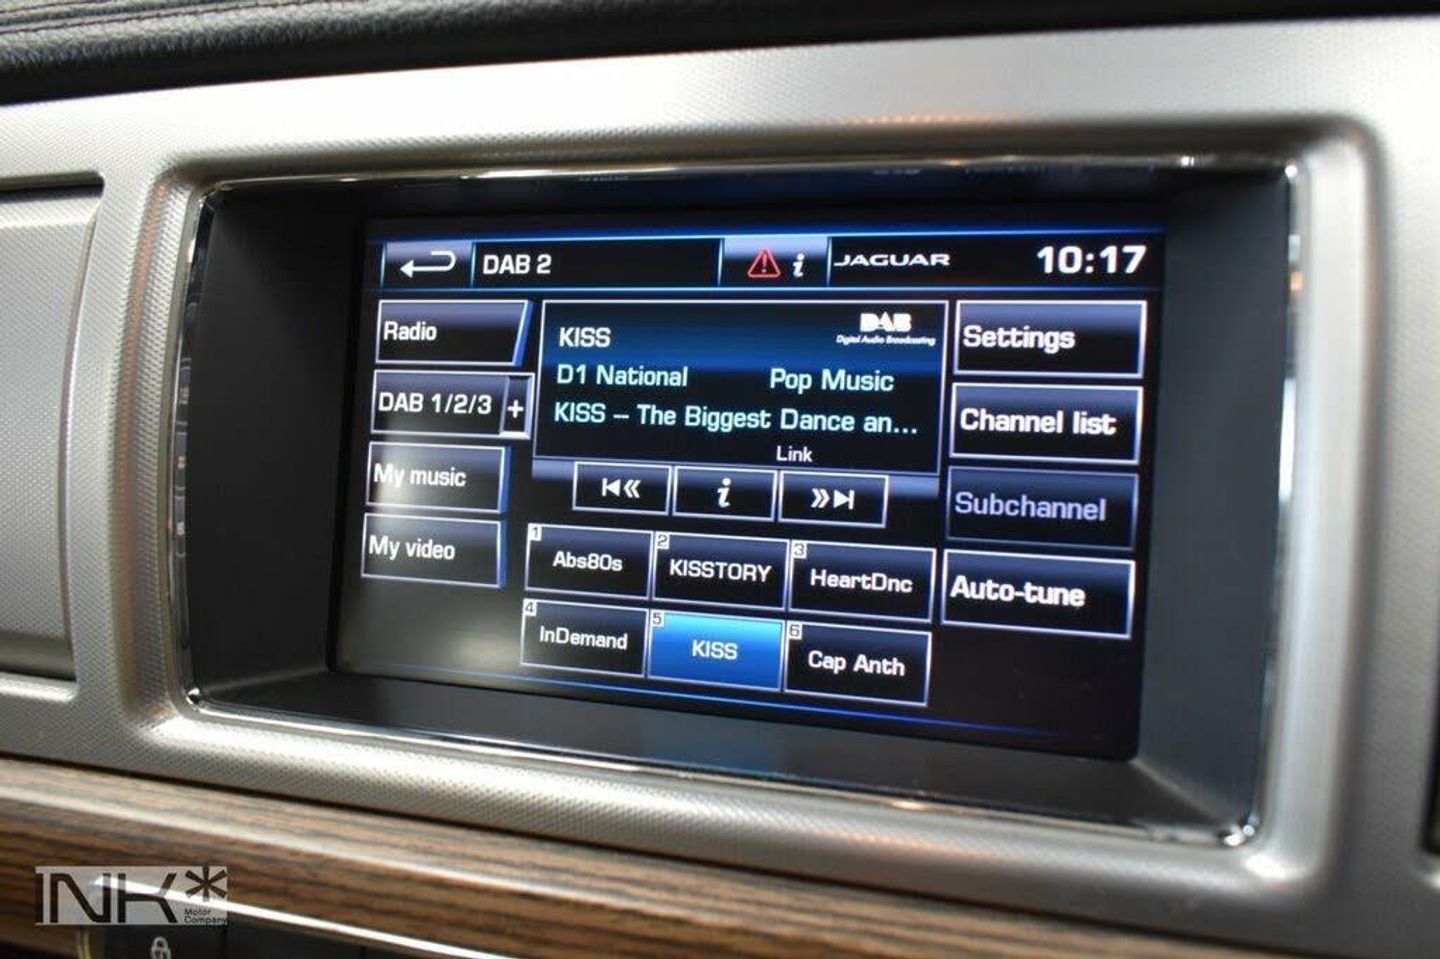 DAB 2
i
JAGUAR
10:17
Radio
DAB 1/2/3 +
My music
My video
KISS
DAB
Digital Audio Broadcasting
D1 National
Pop Music
KISS – The Biggest Dance an...
Link
i
Settings
Channel list
Subchannel
Auto-tune
1 Abs80s
2 KISSTORY
3 HeartDnc
4 InDemand
5 KISS
6 Cap Anth
INK*
Motor
Company